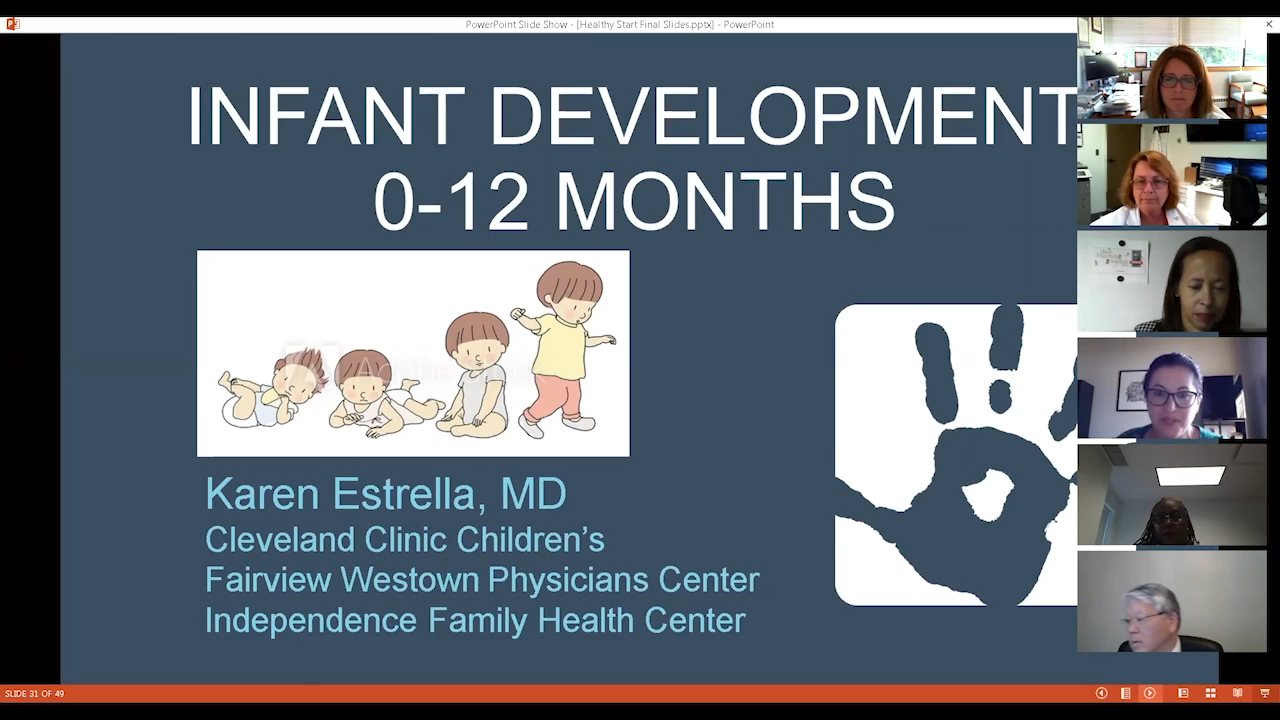 PowerPoint Slide Show - [Healthy Start Final Slides.pptx] - PowerPoint
INFANT DEVELOPMENT
0-12 MONTHS
Karen Estrella, MD
Cleveland Clinic Children's
Fairview Westown Physicians Center
Independence Family Health Center
SLIDE 31 OF 49